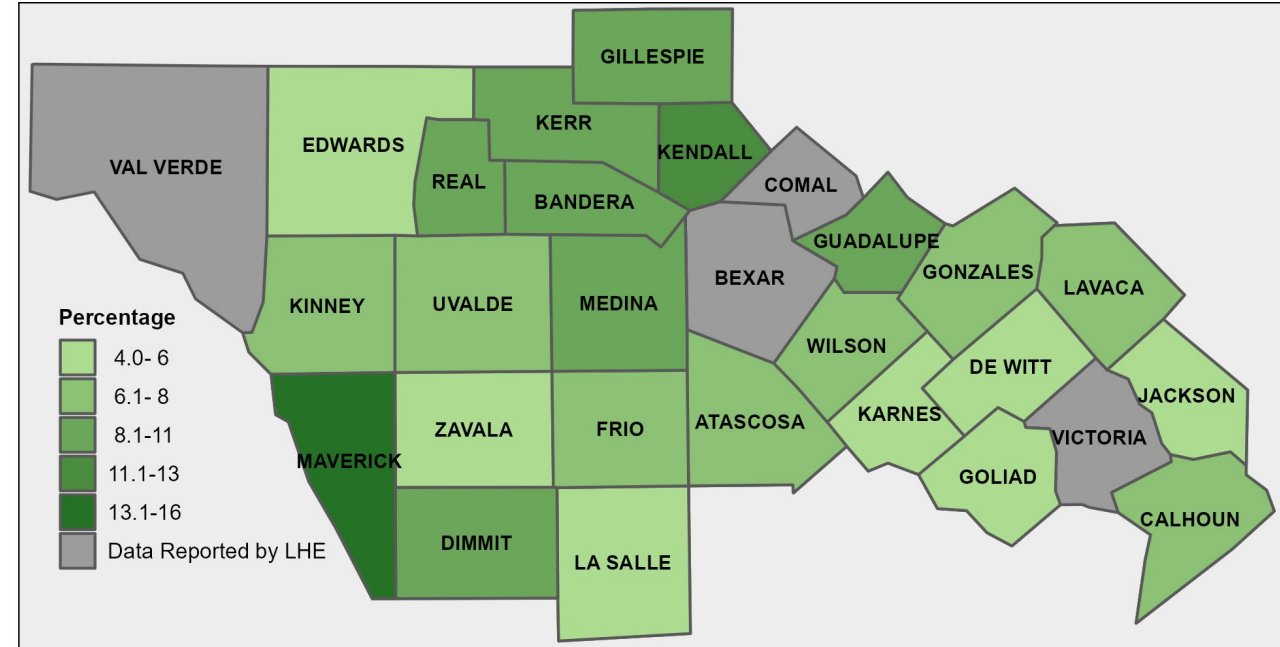 GILLESPIE
KERR
EDWARDS
KENDALL
VAL VERDE
REAL
COMAL
BANDERA
GUADALUPE
GONZALES
BEXAR
LAVACA
KINNEY
UVALDE
MEDINA
WILSON
DE WITT
JACKSON
KARNES
ATASCOSA
ZAVALA
FRIO
VICTORIA
MAVERICK
GOLIAD
CALHOUN
DIMMIT
LA SALLE
Percentage
4.0- 6
6.1- 8
8.1-11
11.1-13
13.1-16
Data Reported by LHE